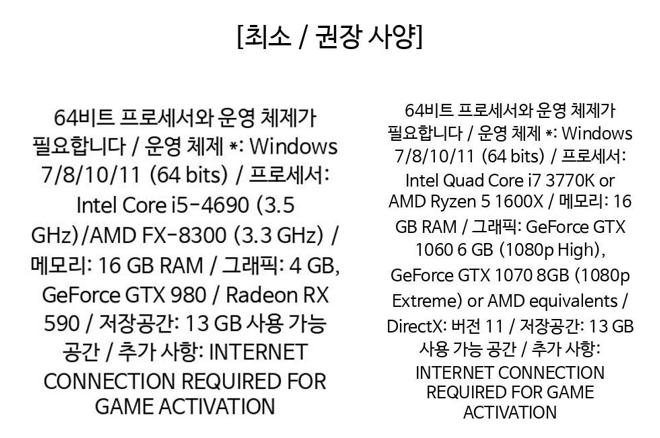 [최소 / 권장 사양]
64비트 프로세서와 운영 체제가
필요합니다 / 운영 체제 *: Windows
7/8/10/11 (64 bits) / 프로세서:
Intel Core i5-4690 (3.5
GHz)/AMD FX-8300 (3.3 GHz) /
메모리: 16 GB RAM / 그래픽: 4 GB,
GeForce GTX 980 / Radeon RX
590 / 저장공간: 13 GB 사용 가능
공간 / 추가 사항: INTERNET
CONNECTION REQUIRED FOR
GAME ACTIVATION
64비트 프로세서와 운영 체제가
필요합니다 / 운영 체제 *: Windows
7/8/10/11 (64 bits) / 프로세서:
Intel Quad Core i7 3770K or
AMD Ryzen 5 1600X / 메모리: 16
GB RAM / 그래픽: GeForce GTX
1060 6 GB (1080p High),
GeForce GTX 1070 8GB (1080p
Extreme) or AMD equivalents /
DirectX: 버전 11 / 저장공간: 13 GB
사용 가능 공간 / 추가 사항:
INTERNET CONNECTION
REQUIRED FOR GAME
ACTIVATION